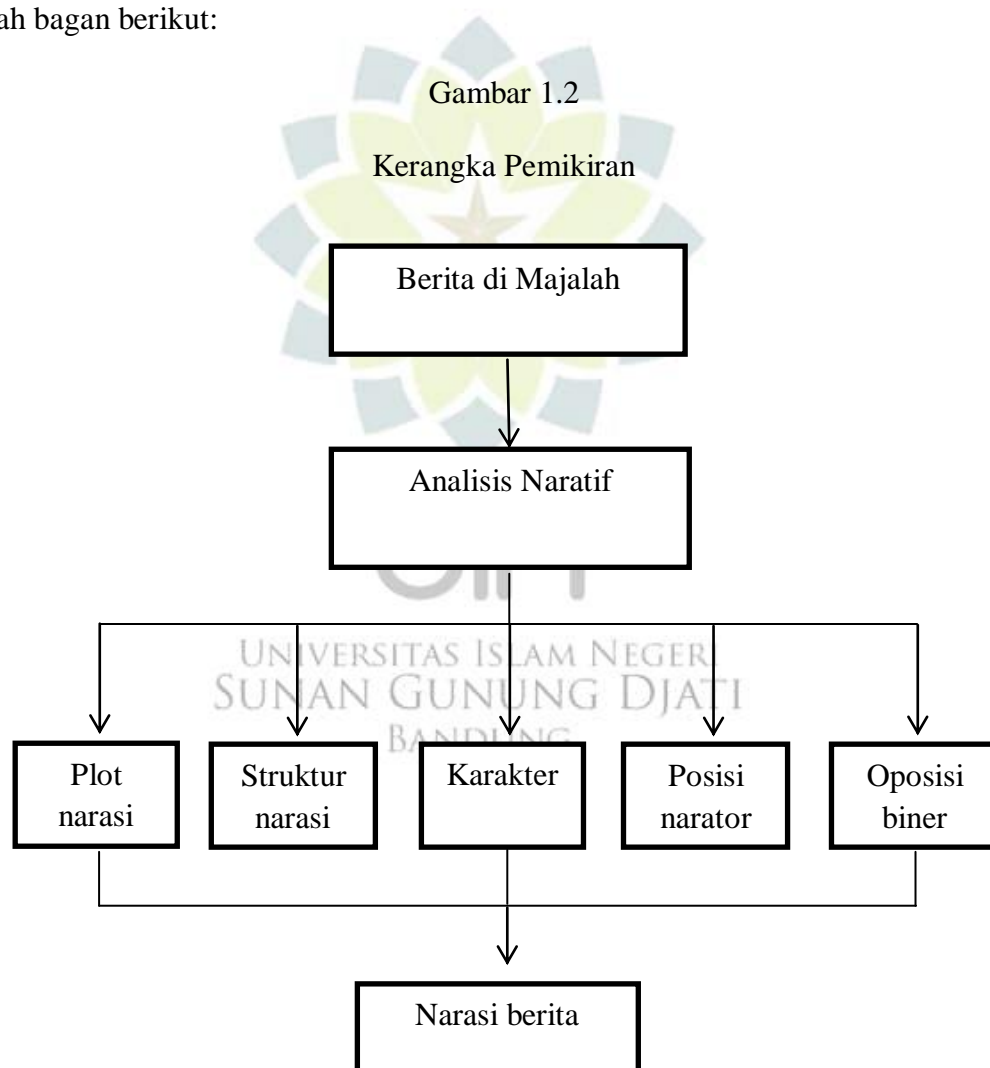 ah bagan berikut:
Gambar 1.2
Kerangka Pemikiran
Berita di Majalah
Analisis Naratif
UNIVERSITAS ISLAM NEGERI
SUNAN GUNUNG DJATI
BANDUNG
Plot
narasi
Struktur
narasi
Karakter
Posisi
narator
Oposisi
biner
Narasi berita